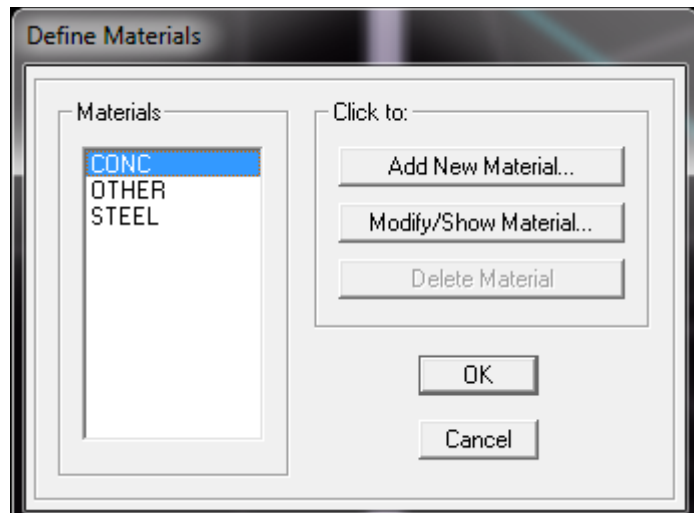 Define Materials
Materials
CONC
OTHER
STEEL
Click to:
Add New Material...
Modify/Show Material...
Delete Material
OK
Cancel